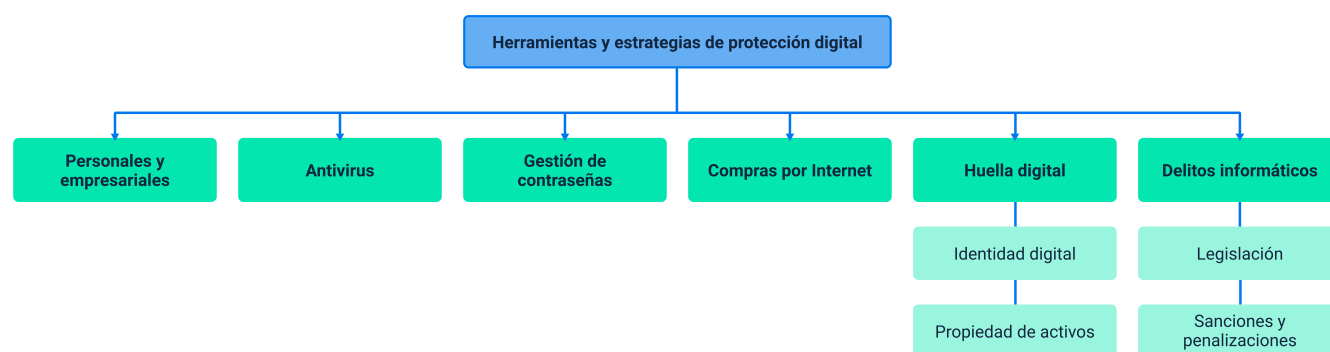 Herramientas y estrategias de protección digital
Personales y
empresariales
Antivirus
Gestión de
contraseñas
Compras por Internet
Huella digital
Delitos informáticos
Identidad digital
Legislación
Propiedad de activos
Sanciones y
penalizaciones